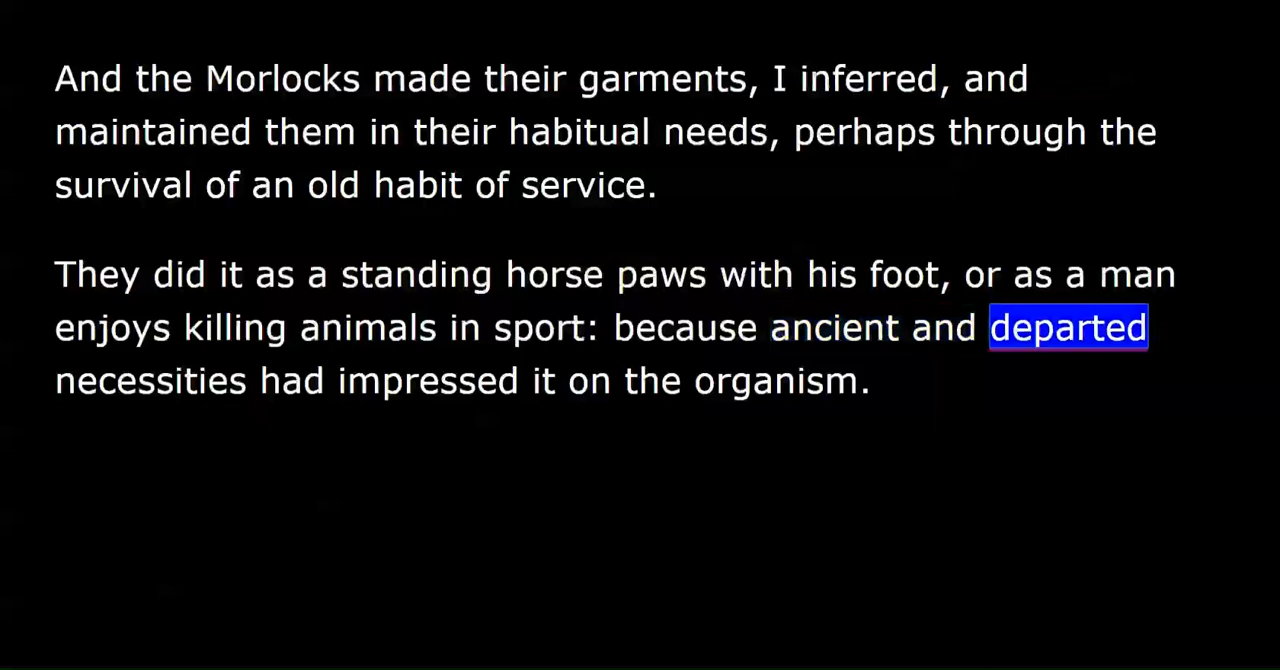 And the Morlocks made their garments, I inferred, and
maintained them in their habitual needs, perhaps through the
survival of an old habit of service.
They did it as a standing horse paws with his foot, or as a man
enjoys killing animals in sport: because ancient and departed
necessities had impressed it on the organism.